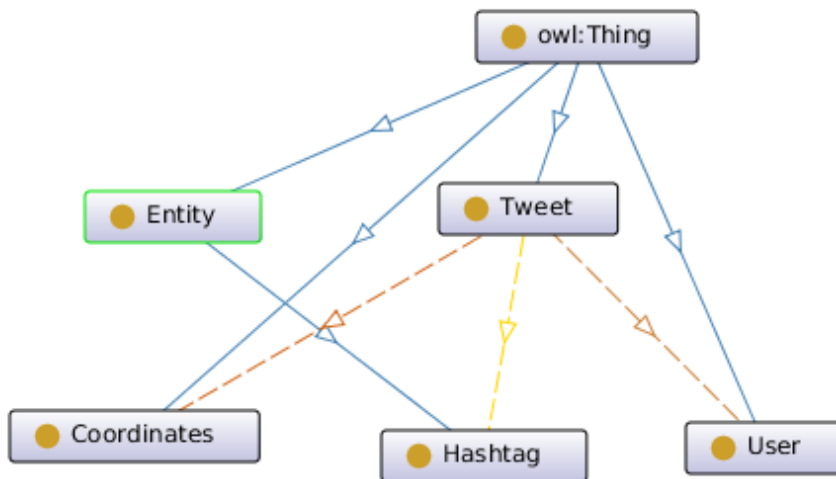 owl:Thing
Entity
Tweet
Coordinates
Hashtag
User